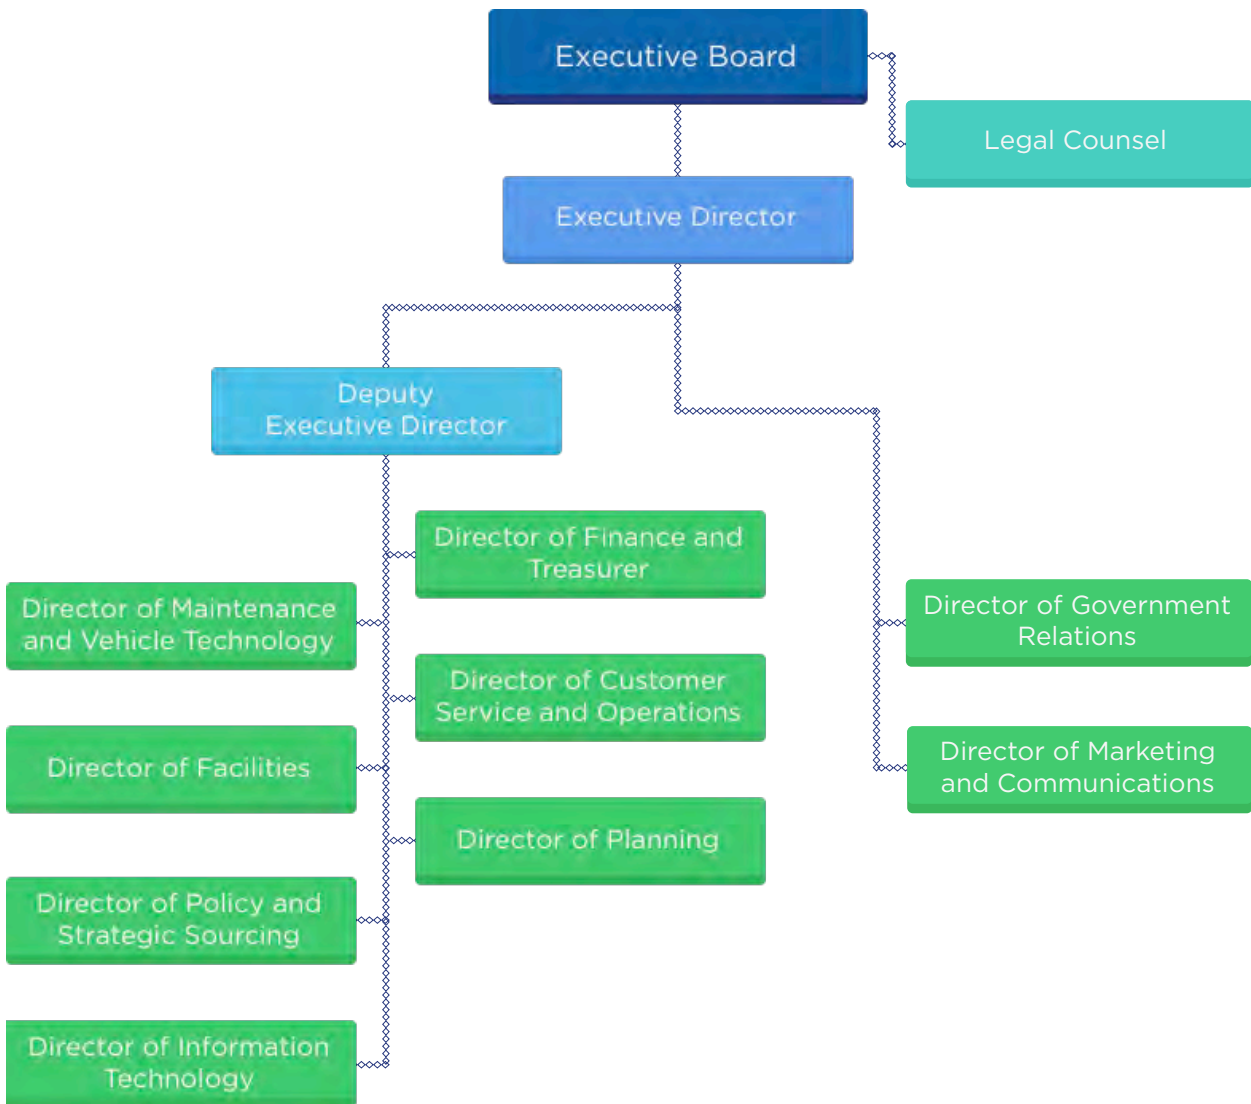 Executive Board
Legal Counsel
Executive Director
Deputy
Executive Director
Director of Finance and
Treasurer
Director of Maintenance
and Vehicle Technology
Director of Government
Relations
Director of Customer
Service and Operations
Director of Facilities
Director of Marketing
and Communications
Director of Planning
Director of Policy and
Strategic Sourcing
Director of Information
Technology